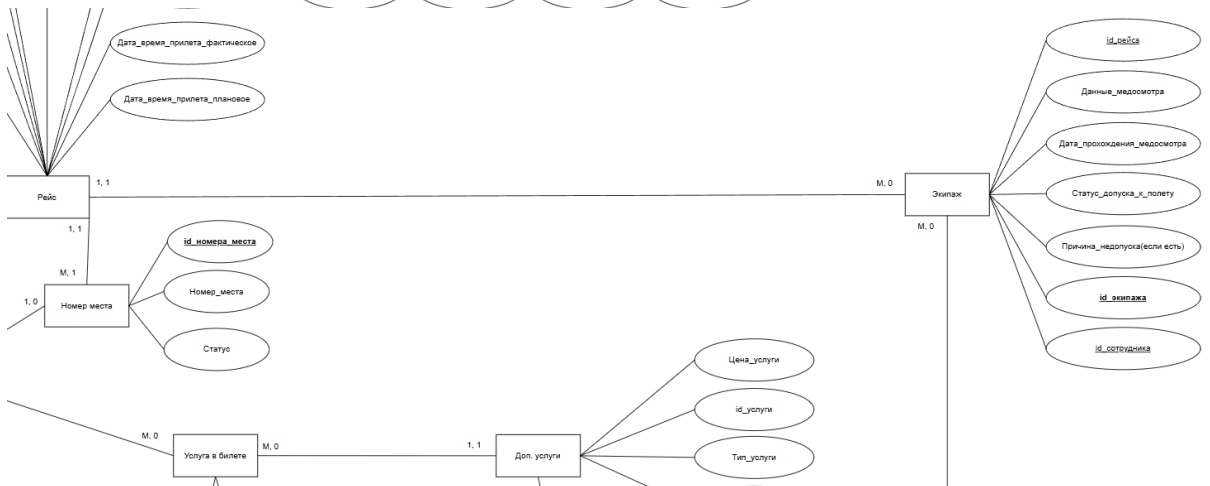 Дата_время_прилета_фактическое
id_рейса
Дата_время_прилета_плановое
Данные_медосмотра
Дата_прохождения_медосмотра
Рейс
1, 1
М, 0
Экипаж
Статус_допуска_к_полету
1, 1
М, 0
id_номера_места
Причина_недопуска(если есть)
М, 1
Номер_места
1, 0
Номер места
id_экипажа
Статус
id_сотрудника
Цена_услуги
id_услуги
М, 0
Услуга в билете
М, 0
1, 1
Доп. услуги
Тип_услуги